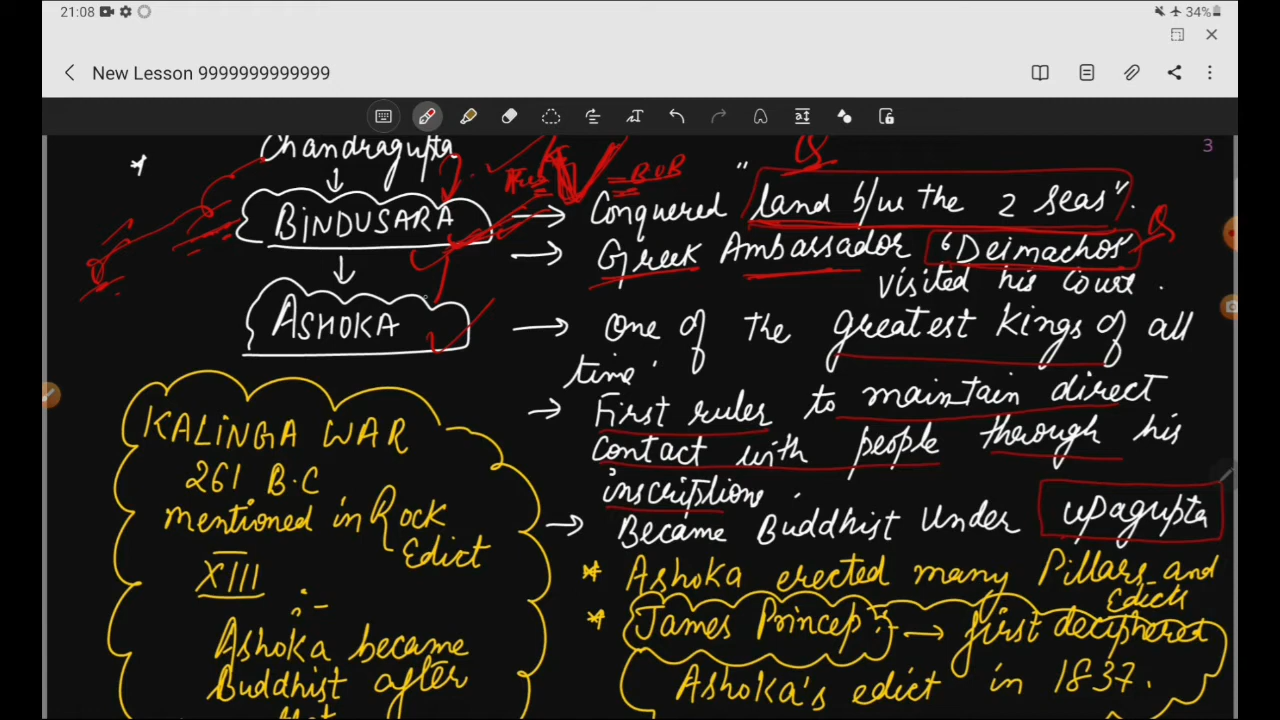 21:08
34%
New Lesson 9999999999999
3
Chandragupta
BINDUSARA
→ Conquered "land b/w the 2 seas".
→ Greek Ambassador "Deimachos"
visited his court.
ASHOKA
→ One of the greatest kings of all
time.
→ First ruler to maintain direct
contact with people through his
inscriptions.
→ Became Buddhist Under upagupta
KALINGA WAR
261 B.C
mentioned in Rock
Edict
XIII :-
Ashoka became
Buddhist after
* Ashoka erected many Pillars and
Edicts
* James Princep :- → first deciphered
Ashoka's edict in 1837.